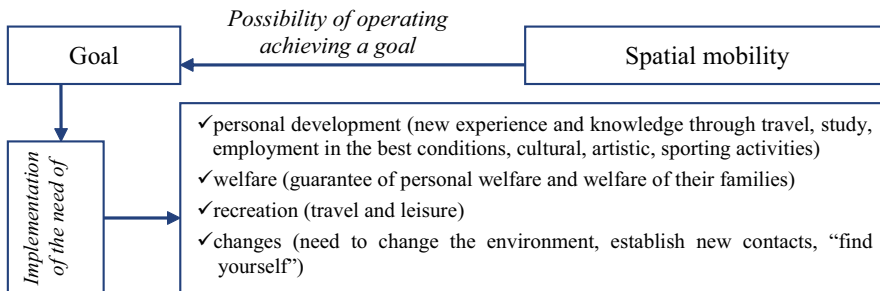 Possibility of operating
achieving a goal
Goal
Spatial mobility
Implementation
of the need of
✓personal development (new experience and knowledge through travel, study,
employment in the best conditions, cultural, artistic, sporting activities)
✓welfare (guarantee of personal welfare and welfare of their families)
✓recreation (travel and leisure)
✓changes (need to change the environment, establish new contacts, “find
yourself”)